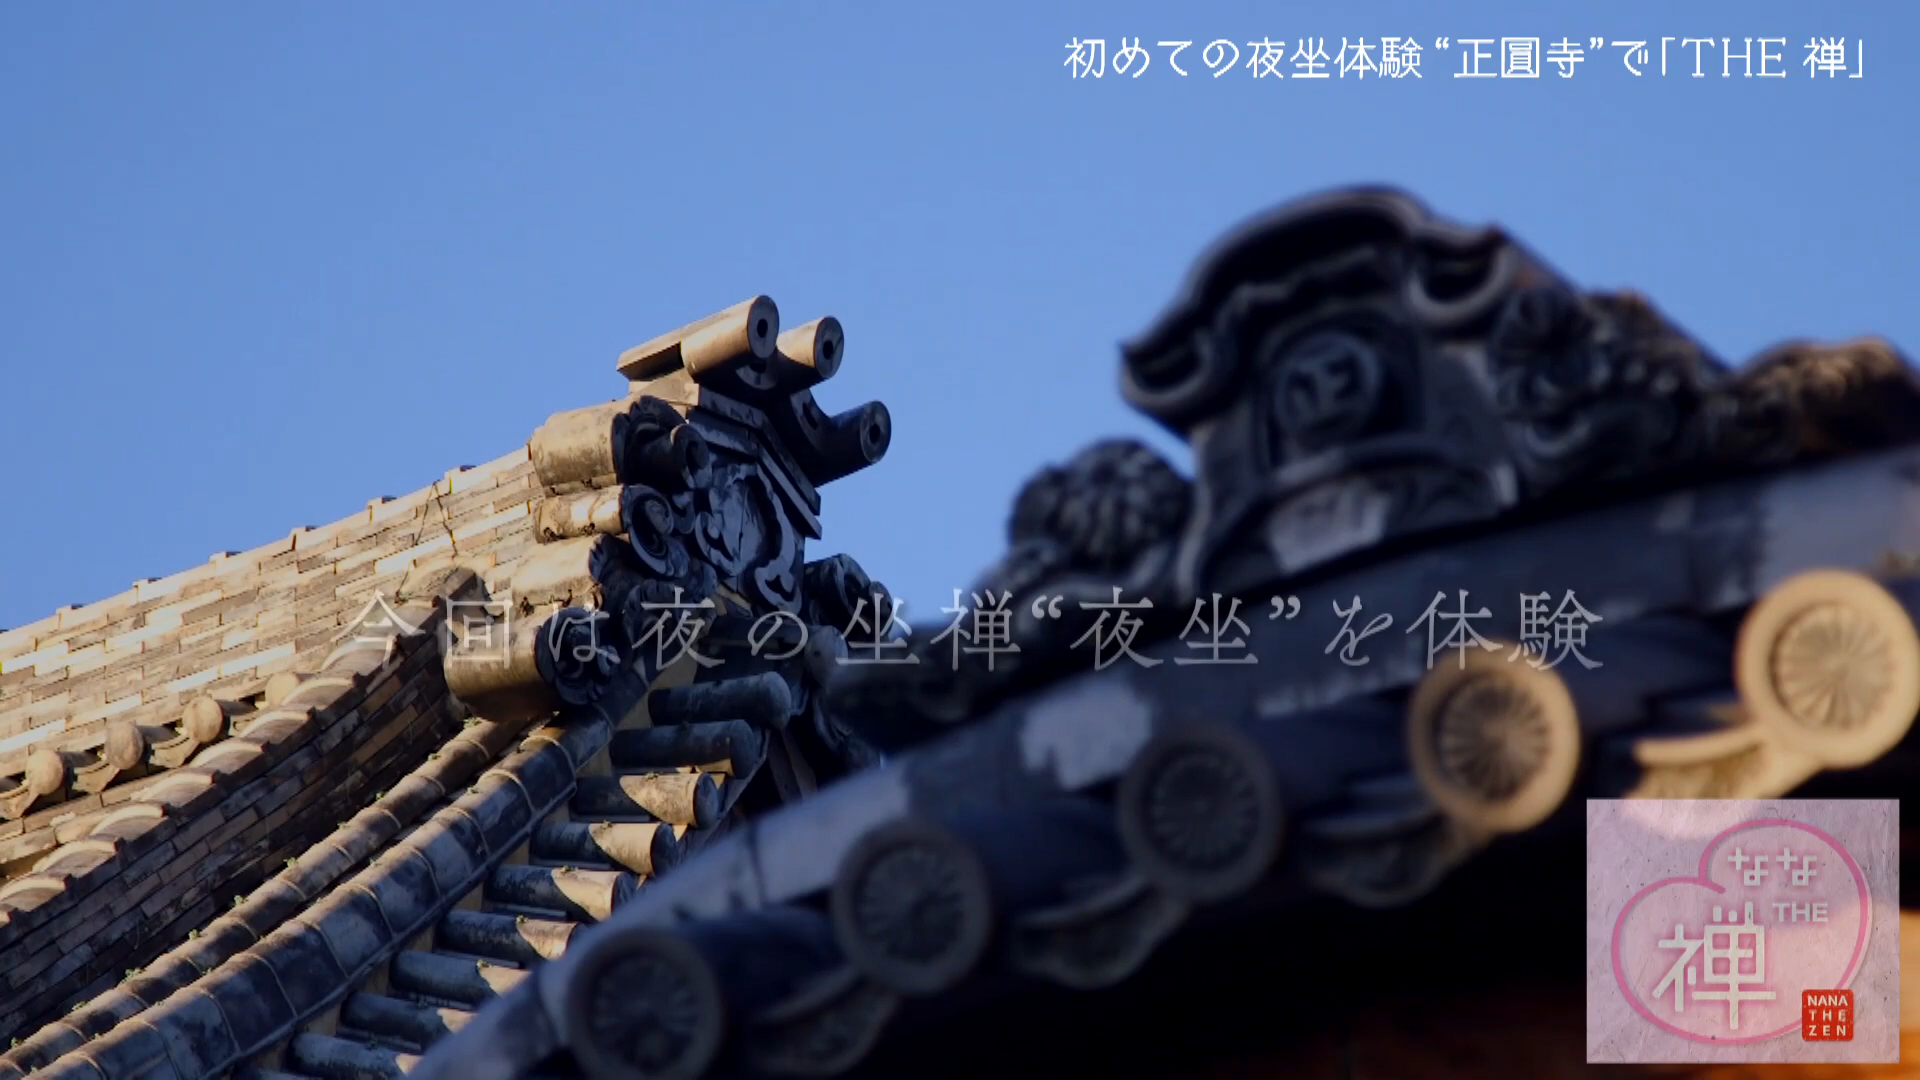 初めての夜坐体験“正圓寺”で「THE 禅」
正
今回は夜の坐禅“夜坐”を体験
なな
THE
禅
NANA
THE
ZEN